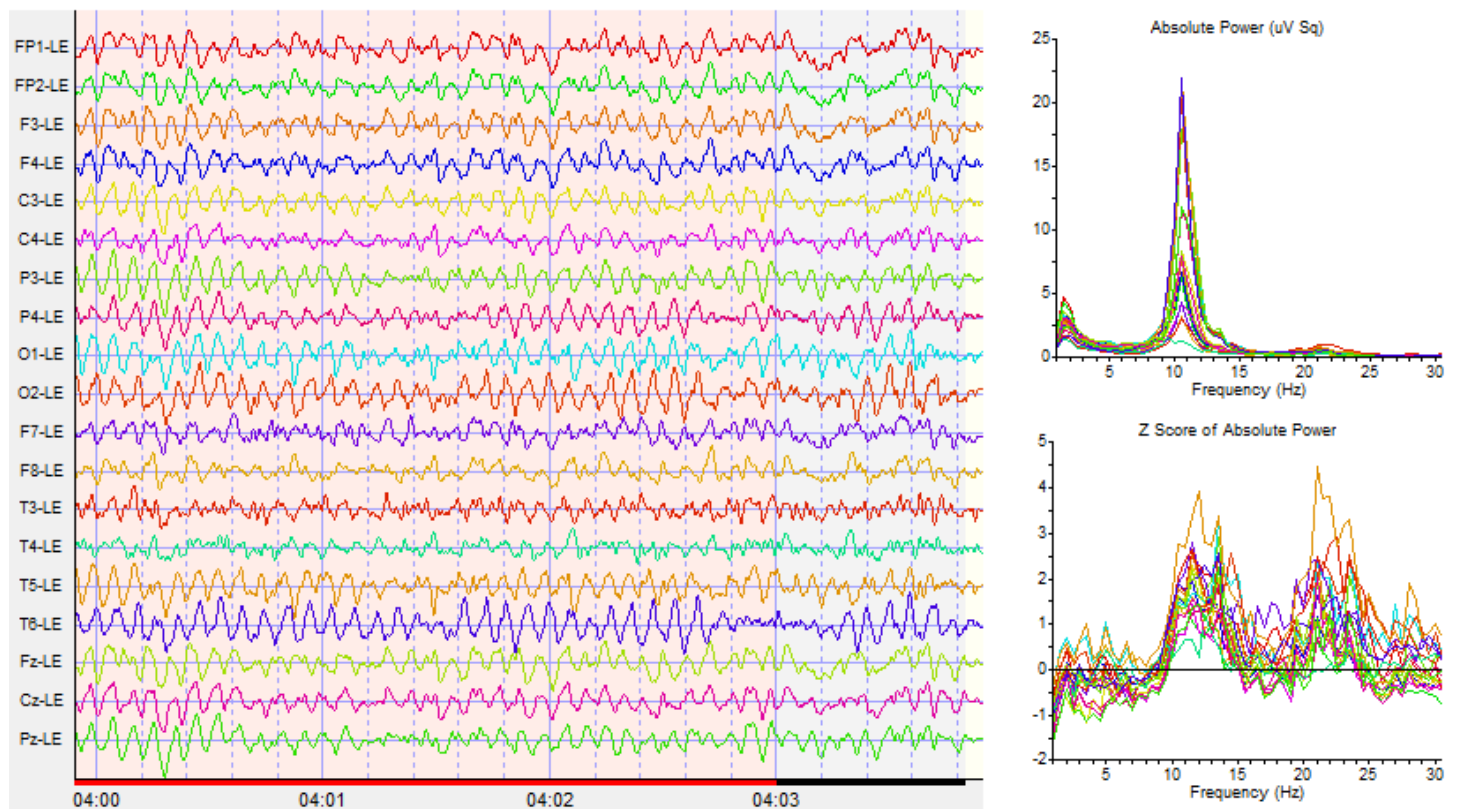 FP1-LE
FP2-LE
F3-LE
F4-LE
C3-LE
C4-LE
P3-LE
P4-LE
O1-LE
O2-LE
F7-LE
F8-LE
T3-LE
T4-LE
T5-LE
T6-LE
Fz-LE
Cz-LE
Pz-LE
04:00 04:01 04:02 04:03
Absolute Power (uV Sq)
25
20
15
10
5
0
5 10 15 20 25 30
Frequency (Hz)
Z Score of Absolute Power
5
4
3
2
1
0
-1
-2
5 10 15 20 25 30
Frequency (Hz)